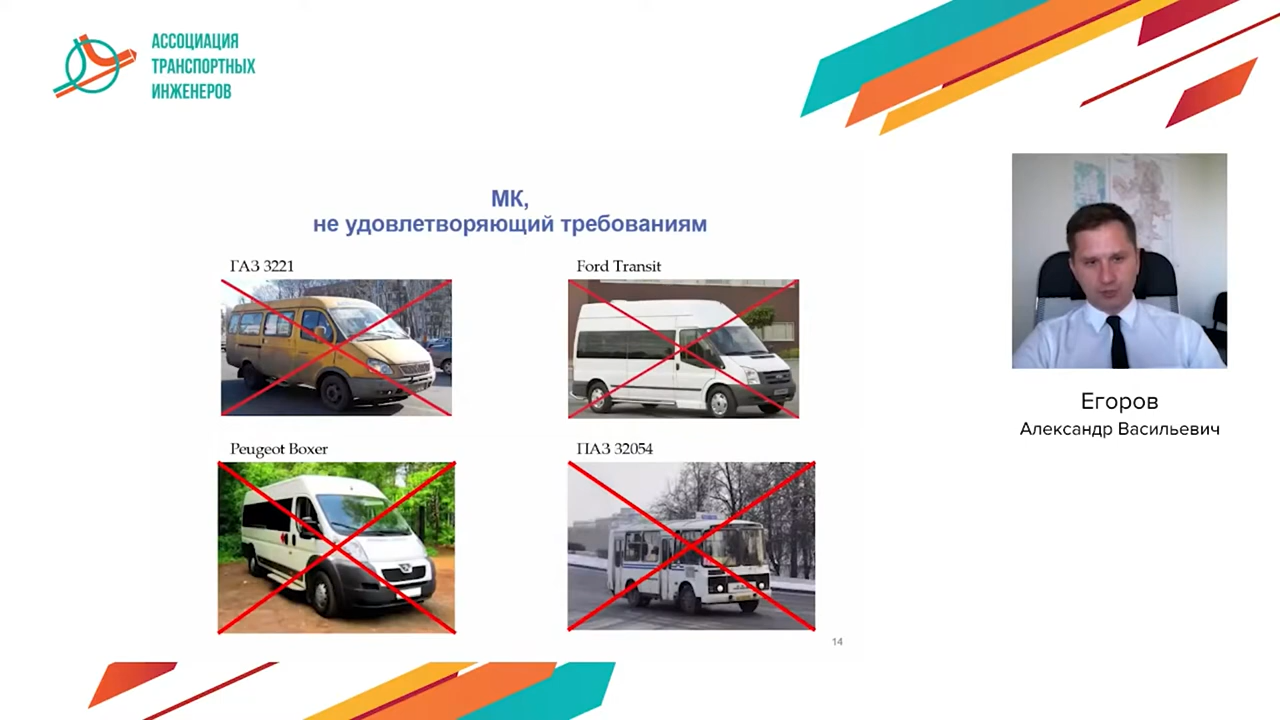 АССОЦИАЦИЯ
ТРАНСПОРТНЫХ
ИНЖЕНЕРОВ
МК,
не удовлетворяющий требованиям
ГАЗ 3221
Ford Transit
Peugeot Boxer
ПАЗ 32054
14
Егоров
Александр Васильевич